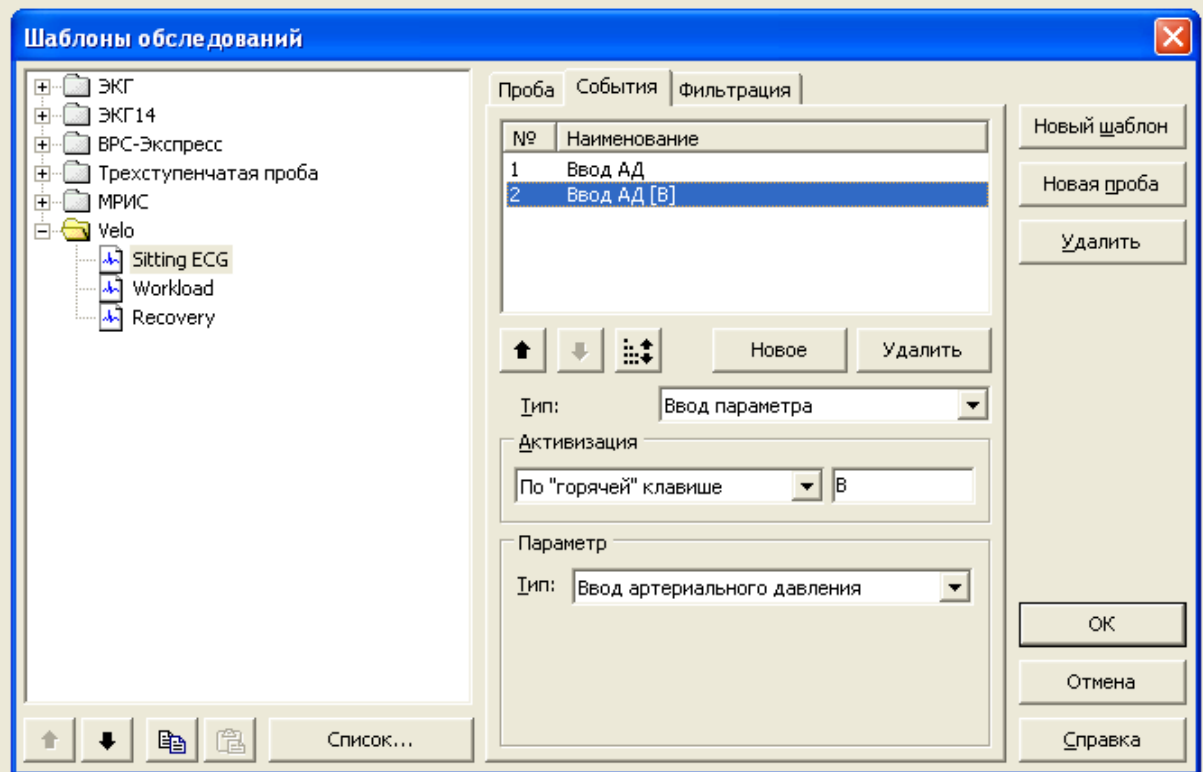 Шаблоны обследований
ЭКГ
ЭКГ14
ВРС-Экспресс
Трехступенчатая проба
МРИС
Velo
Sitting ECG
Workload
Recovery
Список...
Проба События Фильтрация
№ Наименование
1 Ввод АД
2 Ввод АД [В]
Новое Удалить
Тип: Ввод параметра
Активизация
По "горячей" клавише В
Параметр
Тип: Ввод артериального давления
Новый шаблон
Новая проба
Удалить
ОК
Отмена
Справка